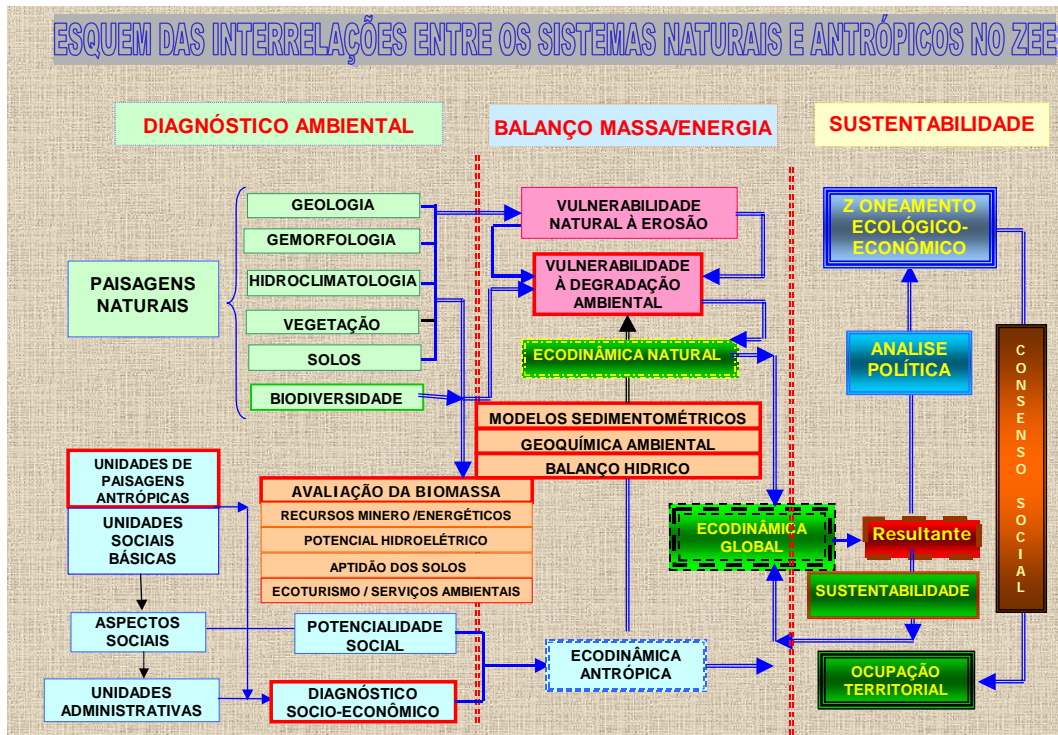 ESQUEM DAS INTERRELAÇÕES ENTRE OS SISTEMAS NATURAIS E ANTRÓPICOS NO ZEE
DIAGNÓSTICO AMBIENTAL
BALANÇO MASSA/ENERGIA
SUSTENTABILIDADE
PAISAGENS
NATURAIS
GEOLOGIA
GEMORFOLOGIA
HIDROCLIMATOLOGIA
VEGETAÇÃO
SOLOS
BIODIVERSIDADE
UNIDADES DE
PAISAGENS
ANTRÓPICAS
UNIDADES
SOCIAIS
BÁSICAS
ASPECTOS
SOCIAIS
UNIDADES
ADMINISTRATIVAS
AVALIAÇÃO DA BIOMASSA
RECURSOS MINERO /ENERGÉTICOS
POTENCIAL HIDROELÉTRICO
APTIDÃO DOS SOLOS
ECOTURISMO / SERVIÇOS AMBIENTAIS
POTENCIALIDADE
SOCIAL
DIAGNÓSTICO
SOCIO-ECONÔMICO
VULNERABILIDADE
NATURAL À EROSÃO
VULNERABILIDADE
À DEGRADAÇÃO
AMBIENTAL
ECODINÂMICA NATURAL
MODELOS SEDIMENTOMÉTRICOS
GEOQUÍMICA AMBIENTAL
BALANÇO HIDRICO
ECODINÂMICA
GLOBAL
ECODINÂMICA
ANTRÓPICA
Z ONEAMENTO
ECOLÓGICO-
ECONÔMICO
ANALISE
POLÍTICA
Resultante
SUSTENTABILIDADE
OCUPAÇÃO
TERRITORIAL
CONSENSO SOCIAL